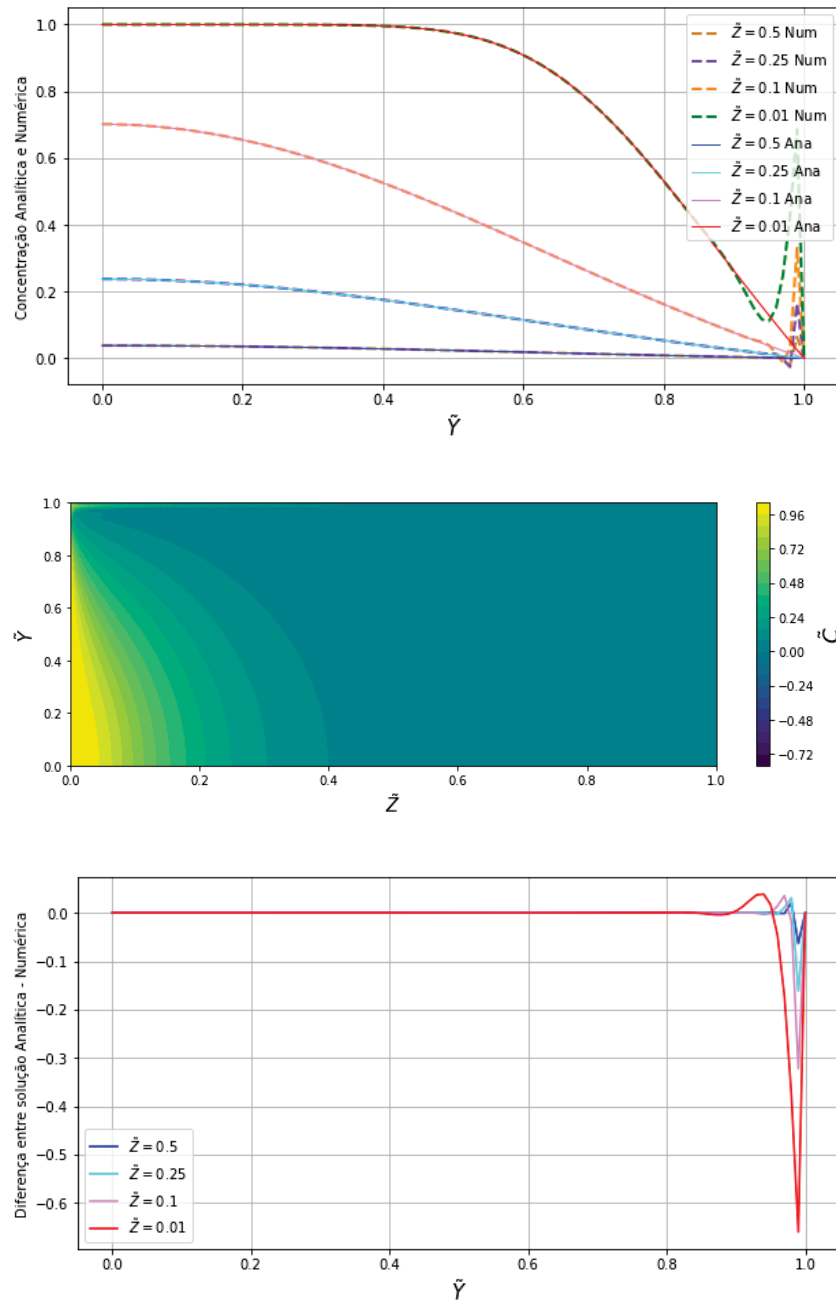 1.0
0.8
0.6
0.4
0.2
0.0
Concentração Analítica e Numérica
Z̃ = 0.5 Num
Z̃ = 0.25 Num
Z̃ = 0.1 Num
Z̃ = 0.01 Num
Z̃ = 0.5 Ana
Z̃ = 0.25 Ana
Z̃ = 0.1 Ana
Z̃ = 0.01 Ana
0.0 0.2 0.4 0.6 0.8 1.0
Ỹ
1.0
0.8
0.6
0.4
0.2
0.0
Ỹ
0.0 0.2 0.4 0.6 0.8 1.0
Z̃
0.96
0.72
0.48
0.24
0.00
−0.24
−0.48
−0.72
C̃
0.0
−0.1
−0.2
−0.3
−0.4
−0.5
−0.6
Diferença entre solução Analítica - Numérica
Z̃ = 0.5
Z̃ = 0.25
Z̃ = 0.1
Z̃ = 0.01
0.0 0.2 0.4 0.6 0.8 1.0
Ỹ